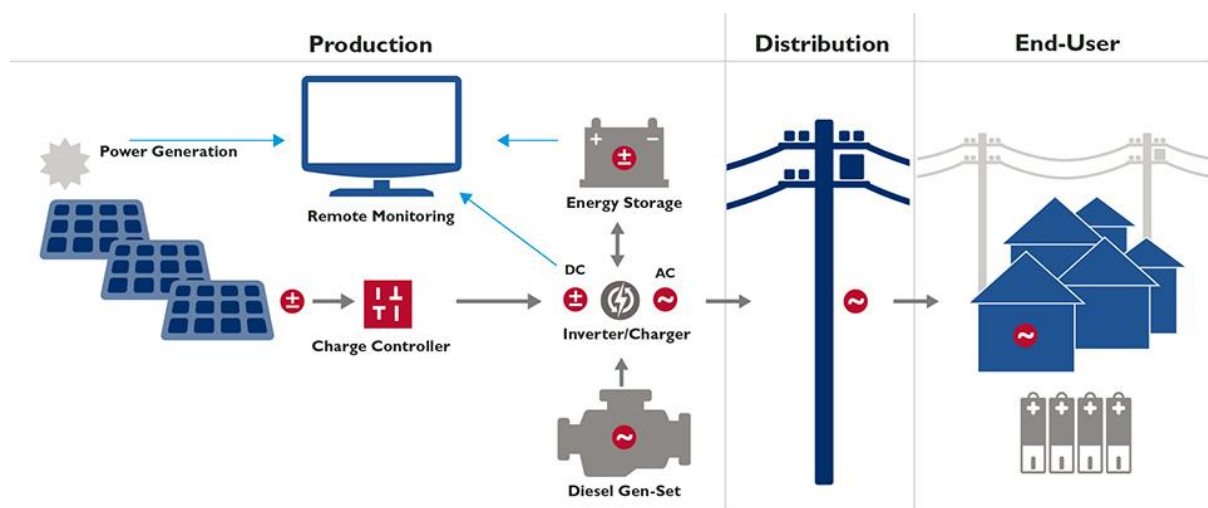 Production
Distribution
End-User
Power Generation
Remote Monitoring
+ −
±
Energy Storage
DC
AC
±
±
~
~
~
Charge Controller
Inverter/Charger
~
Diesel Gen-Set
+ + + +